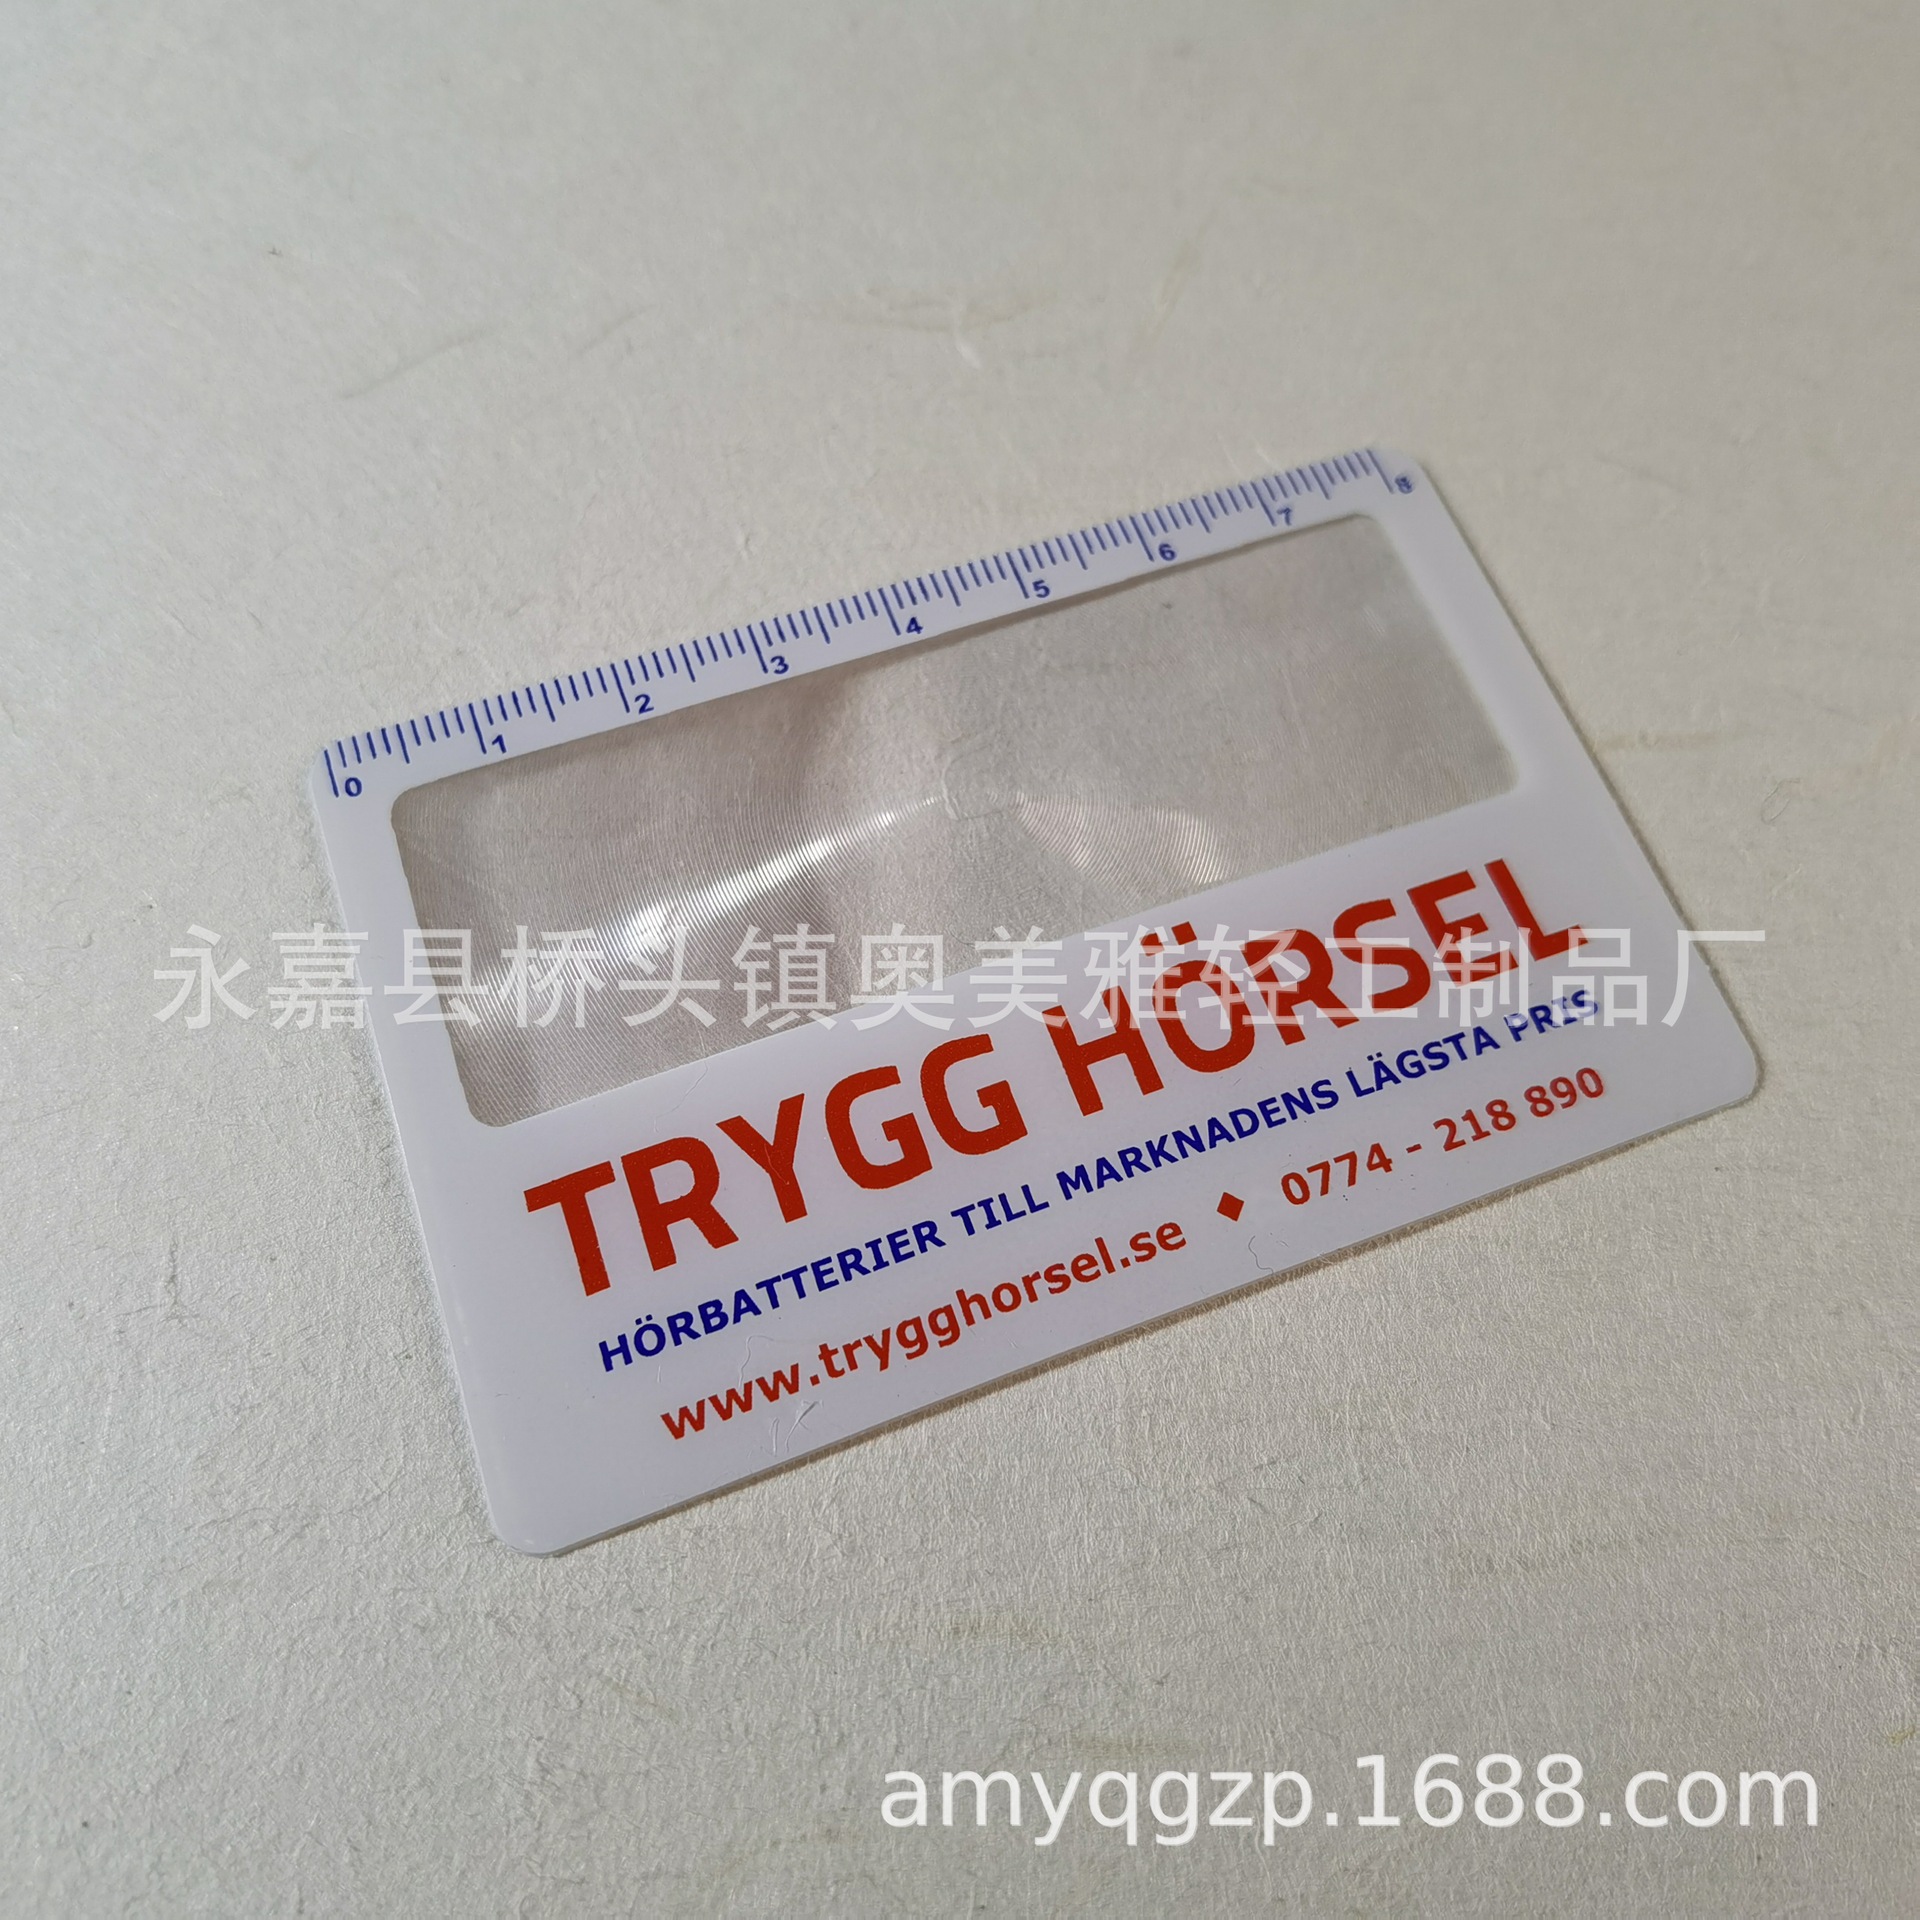 0 1 2 3 4 5 6 7 8
永嘉县桥头镇奥美雅轻工制品厂
TRYGG HÖRSEL
HÖRBATTERIER TILL MARKNADENS LÄGSTA PRIS
www.trygghorsel.se ♦ 0774 - 218 890
amyqgzp.1688.com